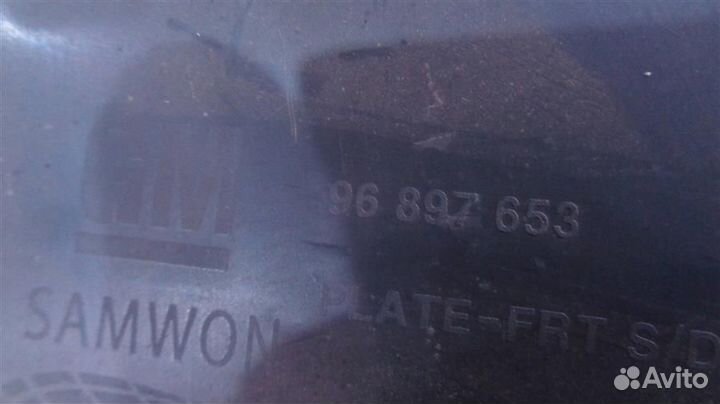 96 897 653
SAMWON
PLATE-FRT S/D
Avito